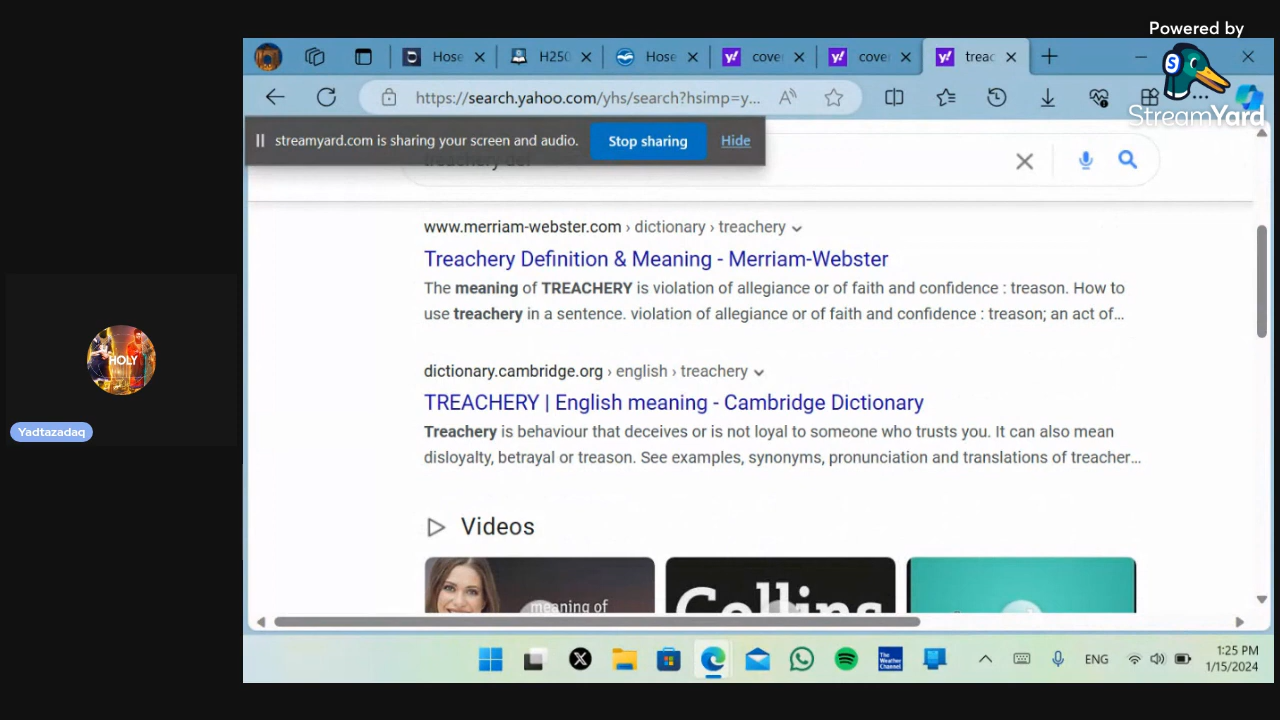 Powered by
StreamYard
Hose
H250
Hose
cove
cove
treac
https://search.yahoo.com/yhs/search?hsimp=y...
streamyard.com is sharing your screen and audio.
Stop sharing
Hide
treachery def
www.merriam-webster.com › dictionary › treachery
Treachery Definition & Meaning - Merriam-Webster
The meaning of TREACHERY is violation of allegiance or of faith and confidence : treason. How to
use treachery in a sentence. violation of allegiance or of faith and confidence : treason; an act of…
dictionary.cambridge.org › english › treachery
TREACHERY | English meaning - Cambridge Dictionary
Treachery is behaviour that deceives or is not loyal to someone who trusts you. It can also mean
disloyalty, betrayal or treason. See examples, synonyms, pronunciation and translations of treacher…
Videos
meaning of
Collins
HOLY
Yadtazadaq
The Weather Channel
ENG
1:25 PM
1/15/2024